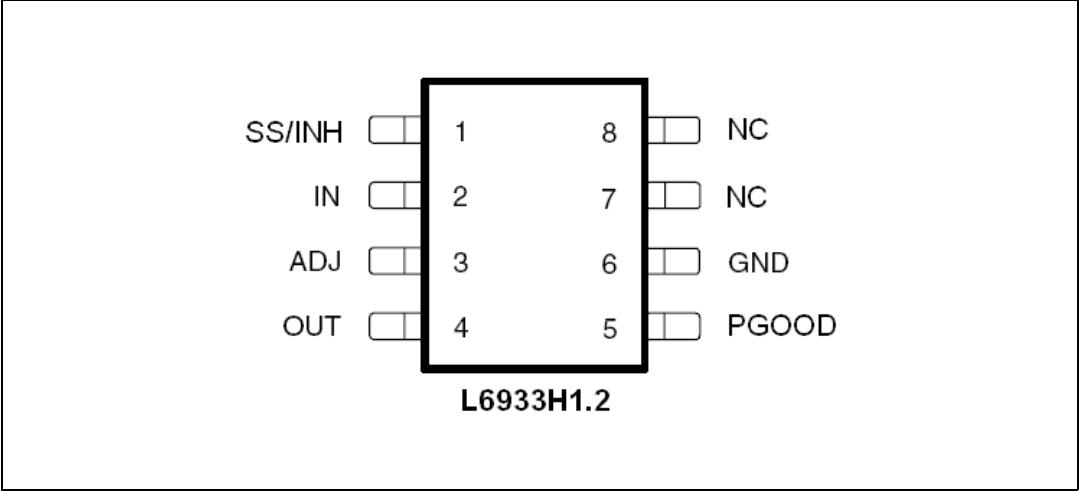 SS/INH 1 8 NC
IN 2 7 NC
ADJ 3 6 GND
OUT 4 5 PGOOD
L6933H1.2